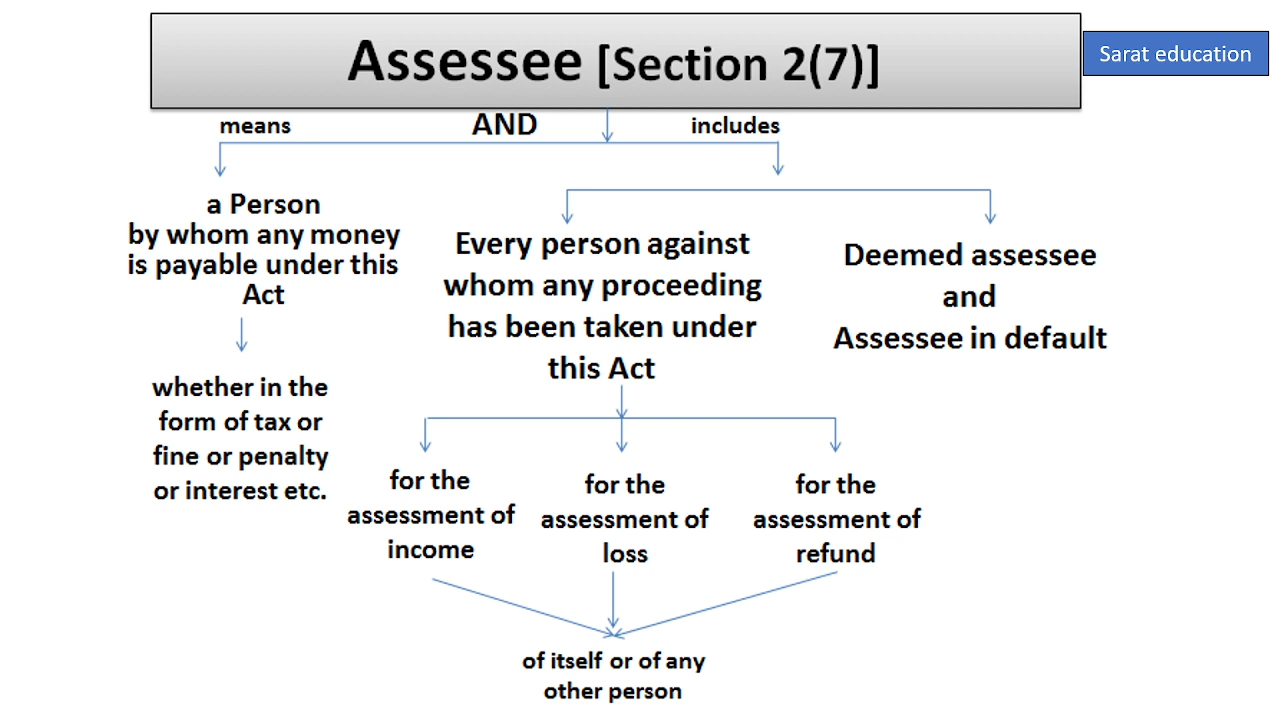 Assessee [Section 2(7)]
Sarat education
means
AND
includes
a Person
by whom any money
is payable under this
Act
whether in the
form of tax or
fine or penalty
or interest etc.
Every person against
whom any proceeding
has been taken under
this Act
Deemed assessee
and
Assessee in default
for the
assessment of
income
for the
assessment of
loss
for the
assessment of
refund
of itself or of any
other person